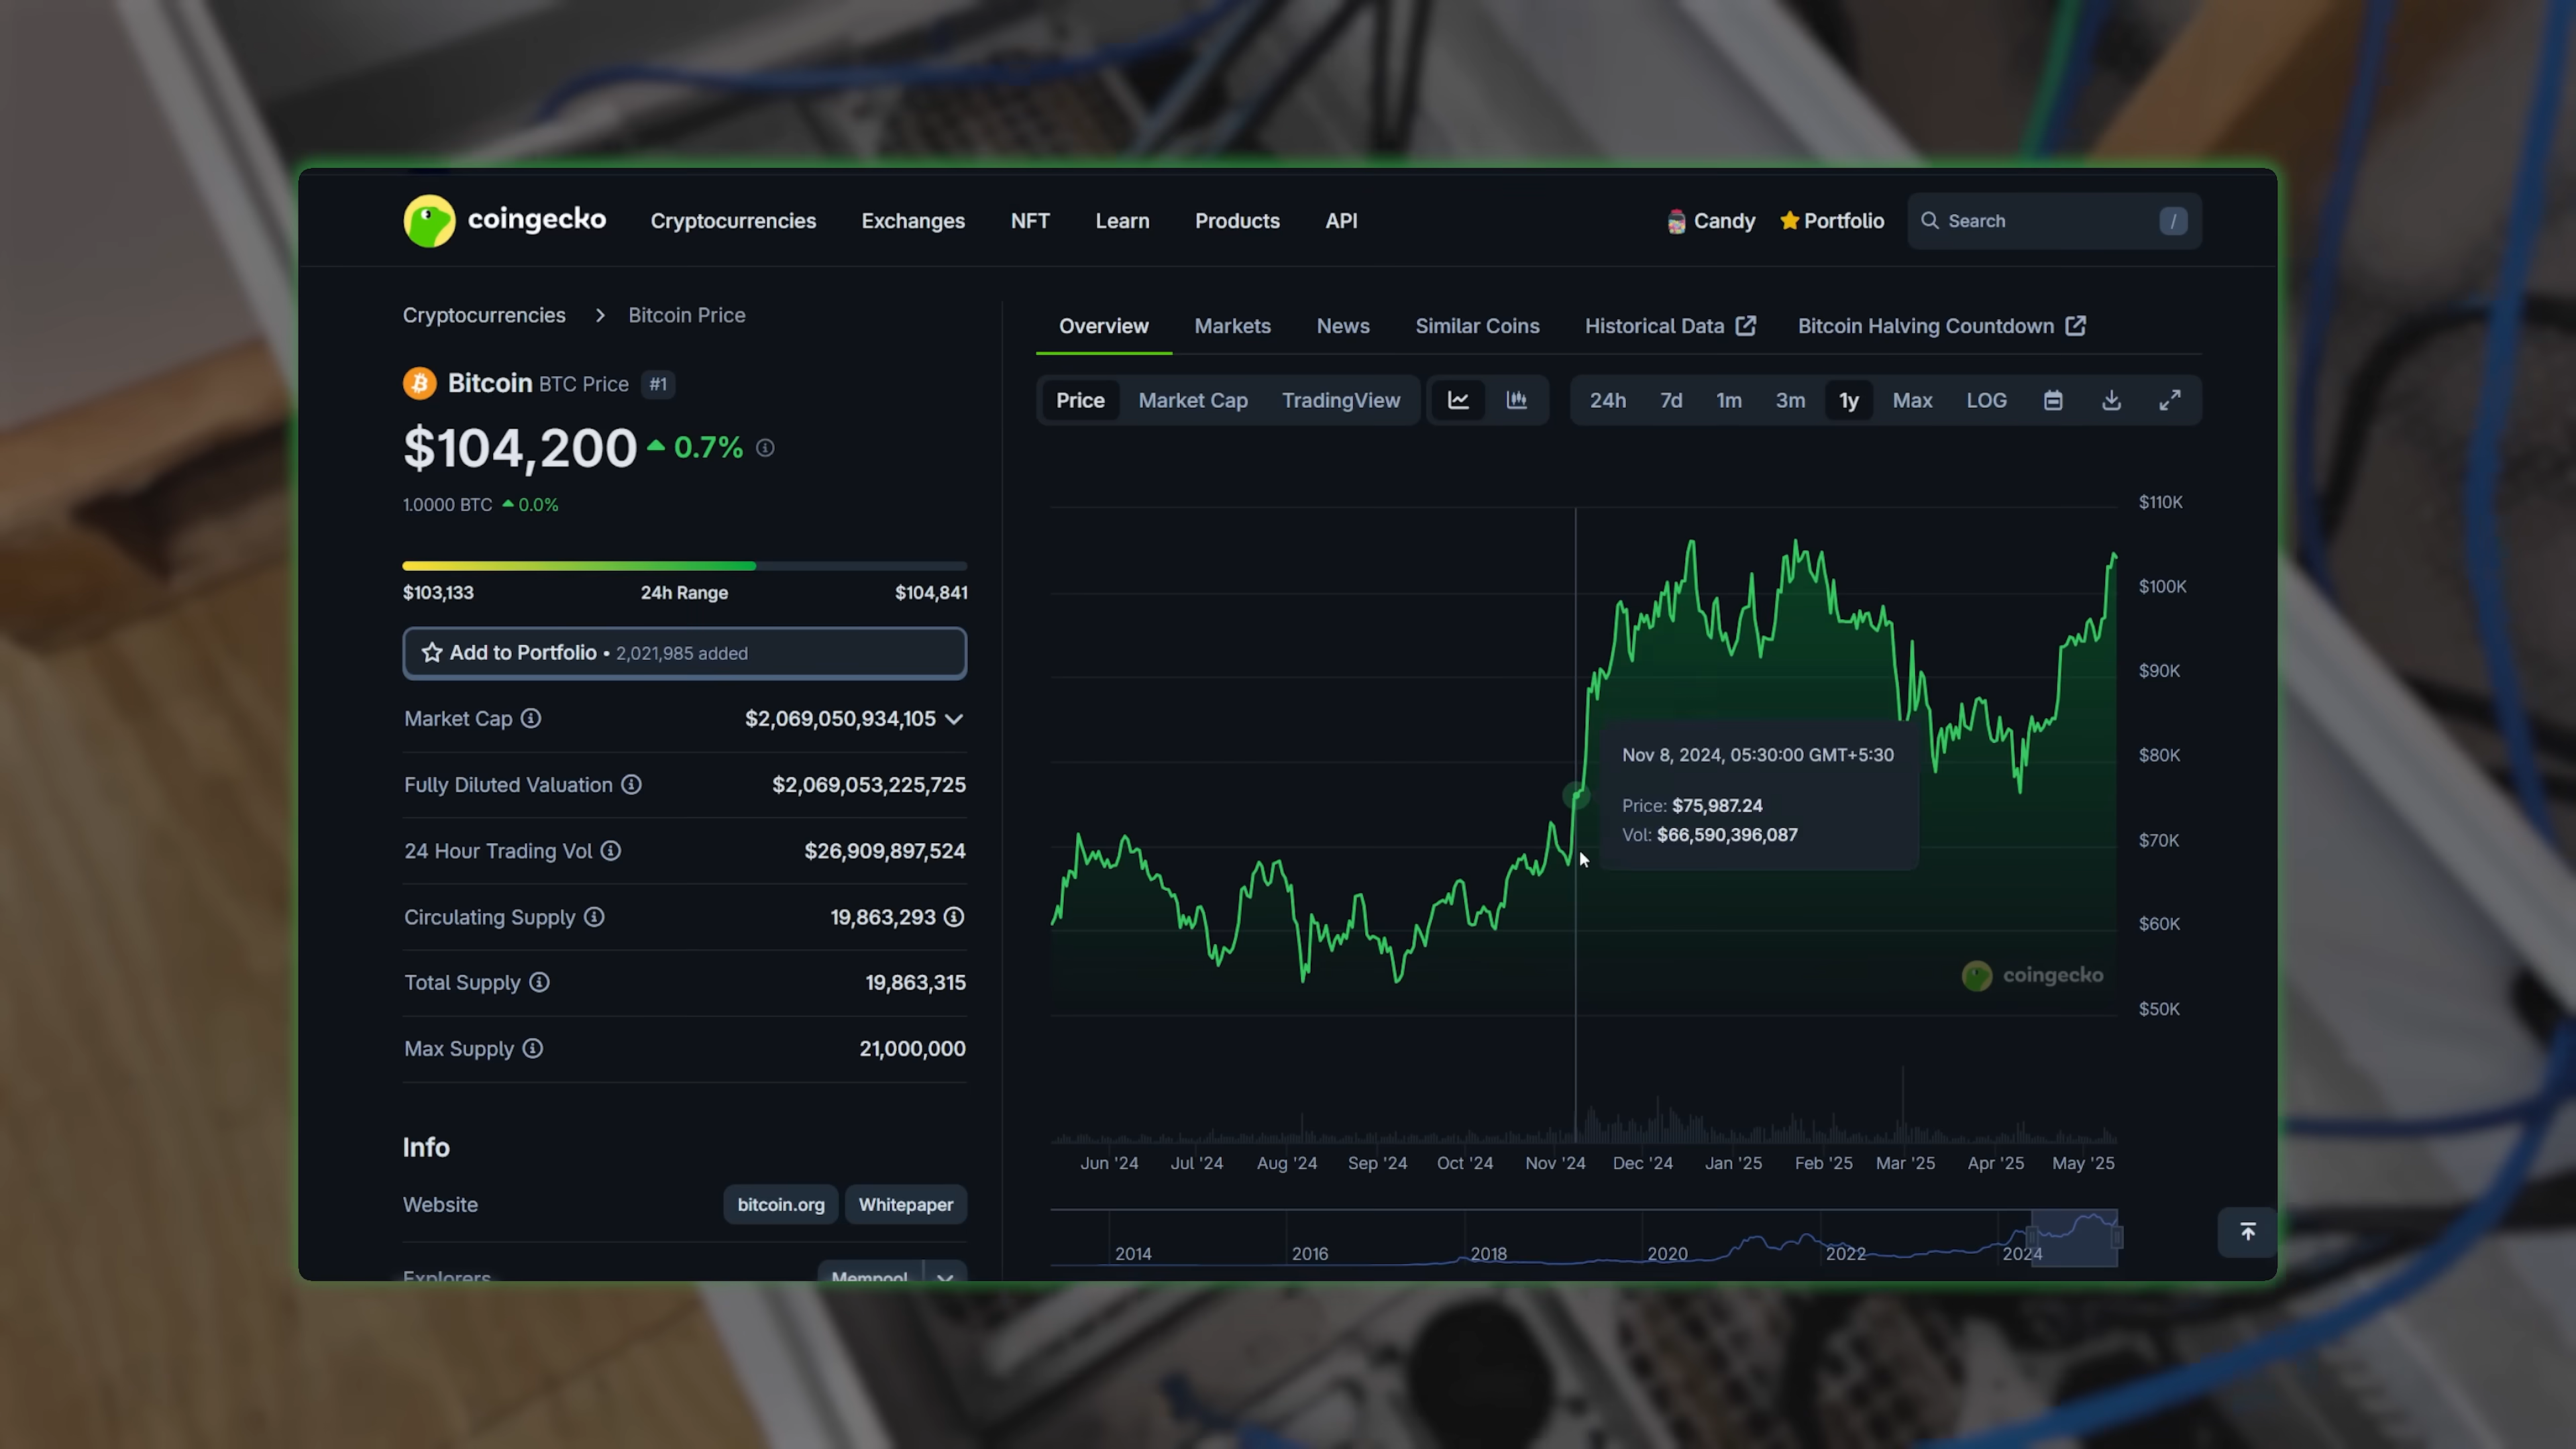 coingecko Cryptocurrencies Exchanges NFT Learn Products API Candy Portfolio Search /
Cryptocurrencies > Bitcoin Price
Bitcoin BTC Price #1
$104,200 0.7%
1.0000 BTC 0.0%
$103,133 24h Range $104,841
Add to Portfolio • 2,021,985 added
Market Cap $2,069,050,934,105
Fully Diluted Valuation $2,069,053,225,725
24 Hour Trading Vol $26,909,897,524
Circulating Supply 19,863,293
Total Supply 19,863,315
Max Supply 21,000,000
Info
Website bitcoin.org Whitepaper
Explorers Mempool
Overview Markets News Similar Coins Historical Data Bitcoin Halving Countdown
Price Market Cap TradingView 24h 7d 1m 3m 1y Max LOG
$110K
$100K
$90K
$80K
$70K
$60K
$50K
Nov 8, 2024, 05:30:00 GMT+5:30
Price: $75,987.24
Vol: $66,590,396,087
coingecko
Jun '24 Jul '24 Aug '24 Sep '24 Oct '24 Nov '24 Dec '24 Jan '25 Feb '25 Mar '25 Apr '25 May '25
2014 2016 2018 2020 2022 2024